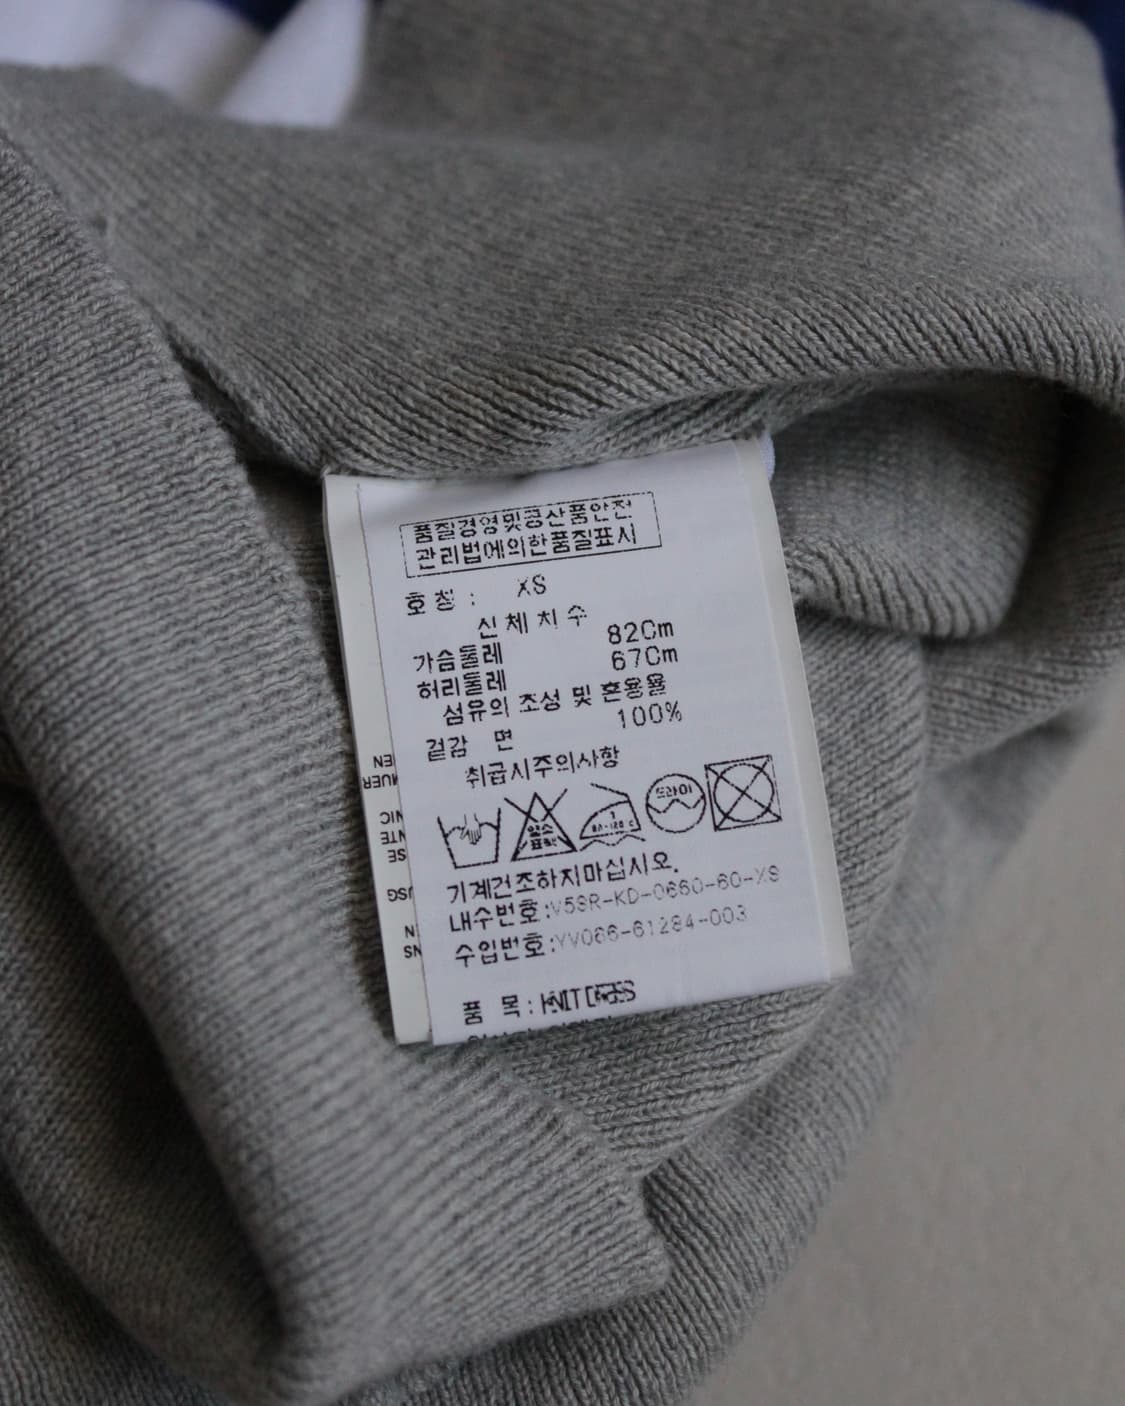 품질경영및공산품안전
관리법에의한품질표시
호칭 : XS
신체치수
가슴둘레 82Cm
허리둘레 67Cm
섬유의 조성 및 혼용율
겉감 면 100%
취급시주의사항
드라이
기계건조하지마십시오.
내수번호:V5SR-KD-0660-60-XS
수입번호:YV066-61284-003
품 목 : KNIT